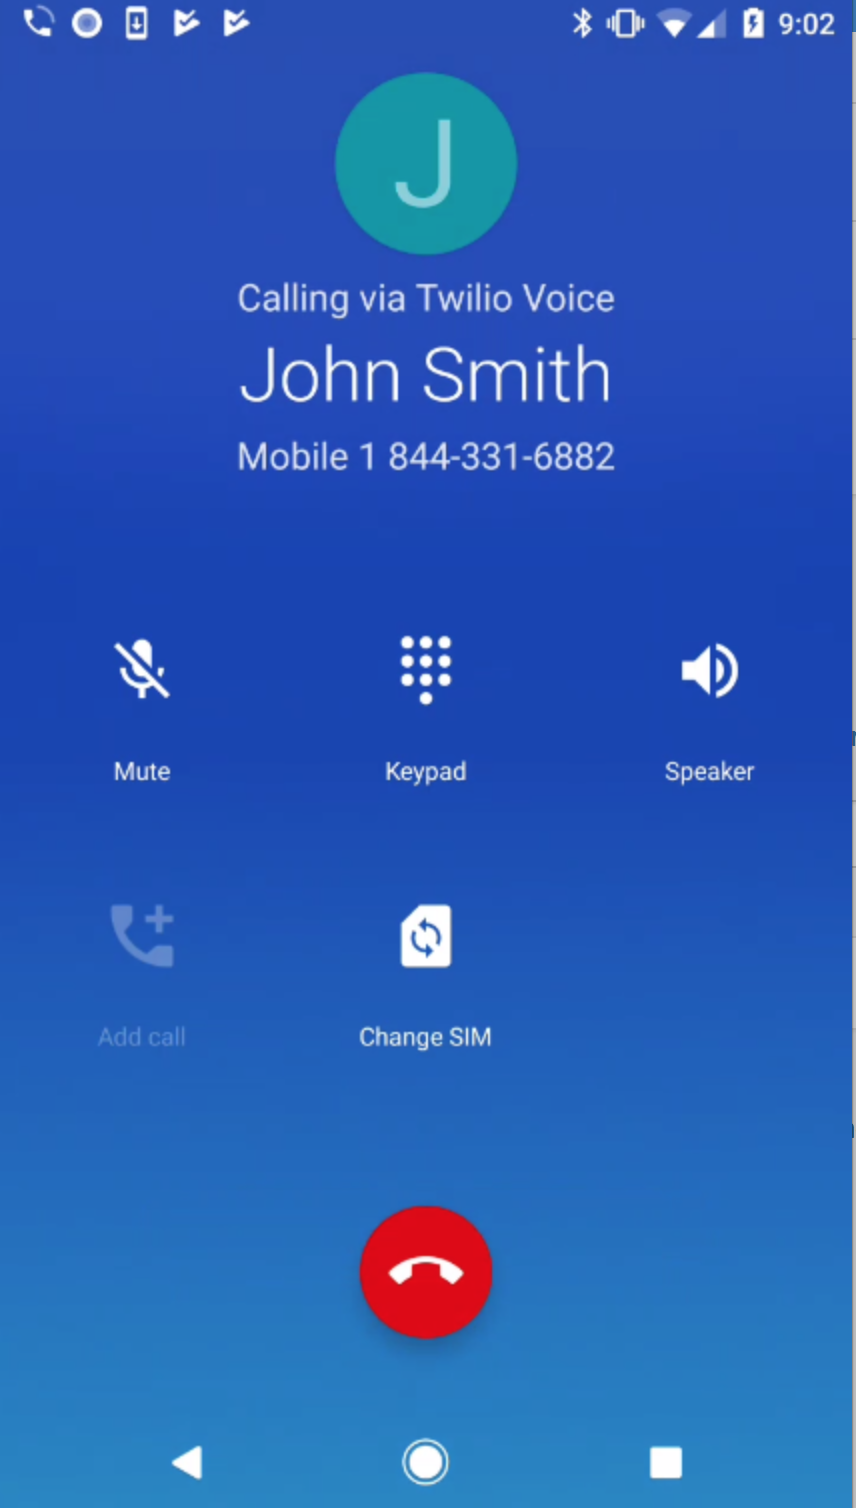 9:02
J
Calling via Twilio Voice
John Smith
Mobile 1 844-331-6882
Mute
Keypad
Speaker
Add call
Change SIM